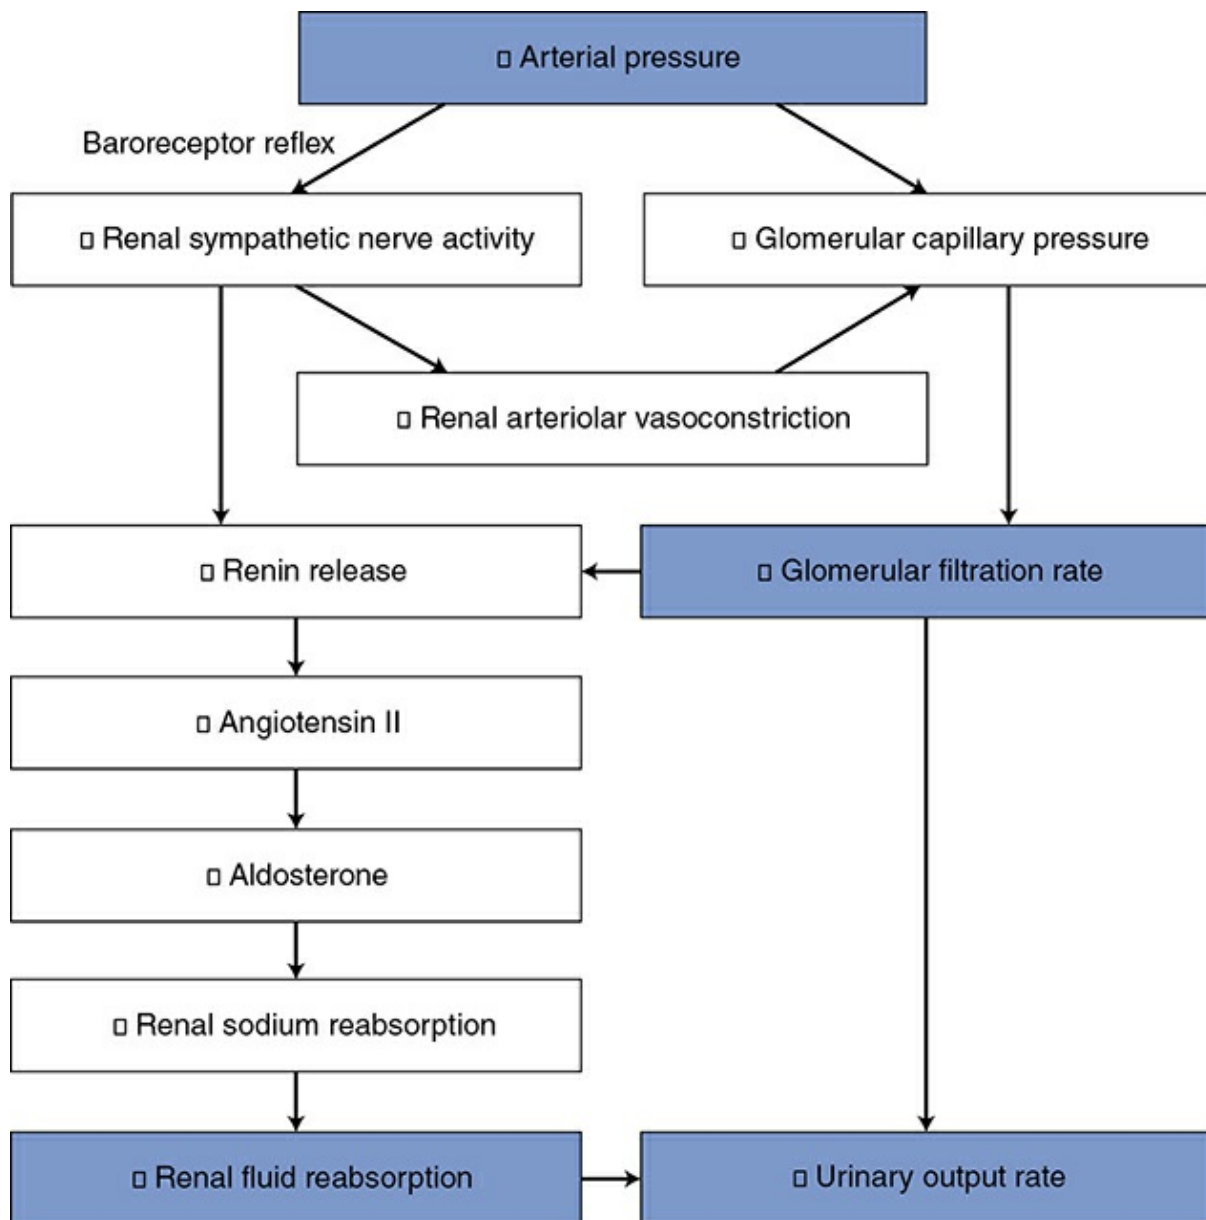 ▯ Arterial pressure
Baroreceptor reflex
▯ Renal sympathetic nerve activity
▯ Glomerular capillary pressure
▯ Renal arteriolar vasoconstriction
▯ Renin release
▯ Glomerular filtration rate
▯ Angiotensin II
▯ Aldosterone
▯ Renal sodium reabsorption
▯ Renal fluid reabsorption
▯ Urinary output rate